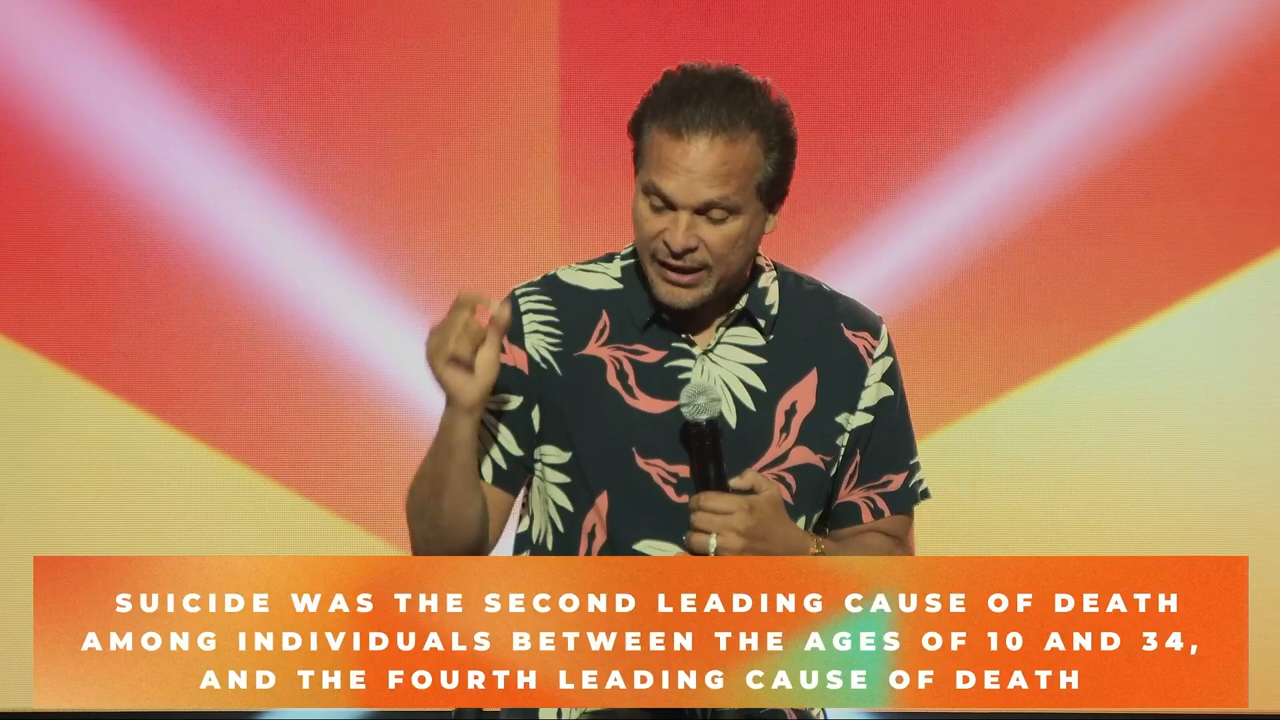 SUICIDE WAS THE SECOND LEADING CAUSE OF DEATH
AMONG INDIVIDUALS BETWEEN THE AGES OF 10 AND 34,
AND THE FOURTH LEADING CAUSE OF DEATH